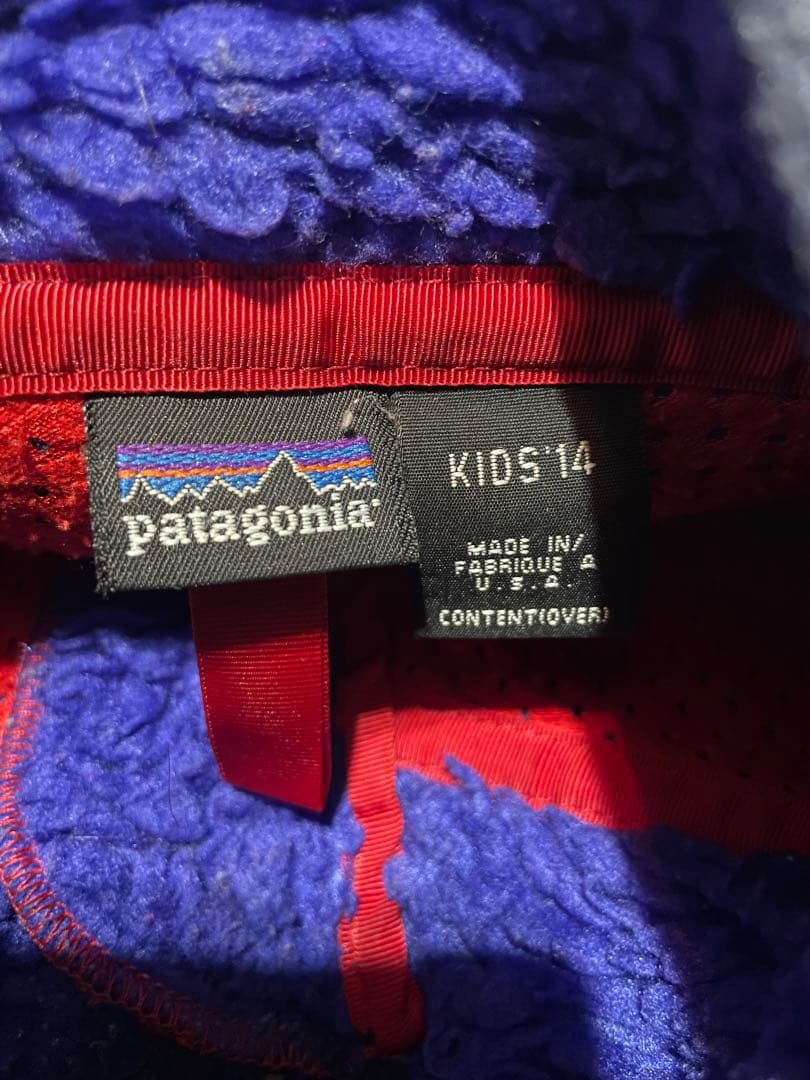 patagonia
KIDS'14
MADE IN/
FABRIQUE A
U.S.A.
CONTENT(OVER)